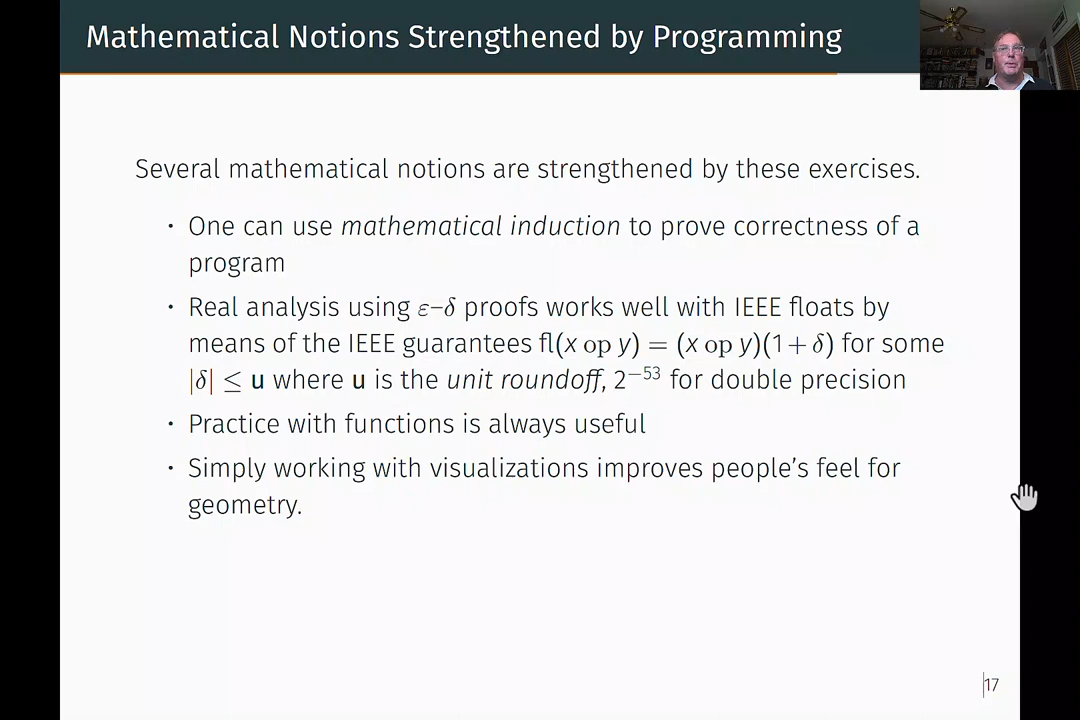 Mathematical Notions Strengthened by Programming
Several mathematical notions are strengthened by these exercises.
• One can use mathematical induction to prove correctness of a
program
• Real analysis using ε–δ proofs works well with IEEE floats by
means of the IEEE guarantees fl(x op y) = (x op y)(1 + δ) for some
|δ| ≤ u where u is the unit roundoff, 2⁻⁵³ for double precision
• Practice with functions is always useful
• Simply working with visualizations improves people’s feel for
geometry.
17